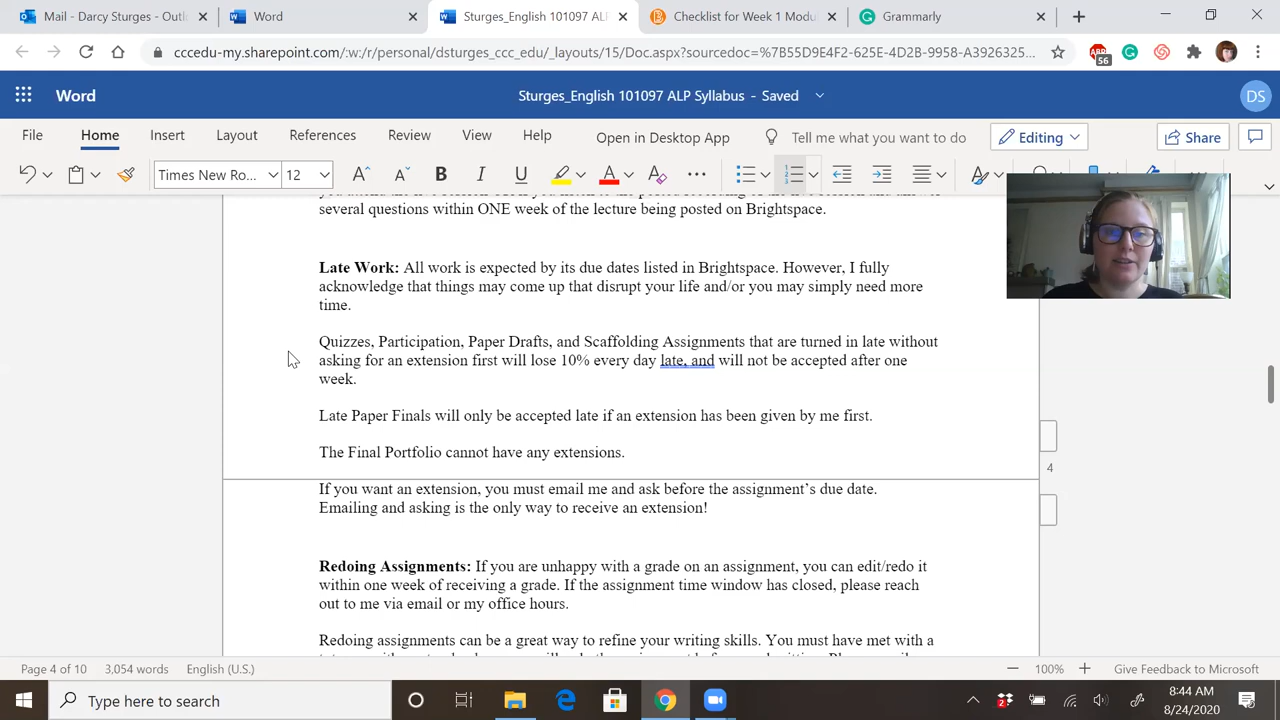 Mail - Darcy Sturges - Outl
Word
Sturges_English 101097 ALP
Checklist for Week 1 Modu
Grammarly
cccedu-my.sharepoint.com/:w:/r/personal/dsturges_ccc_edu/_layouts/15/Doc.aspx?sourcedoc=%7B55D9E4F2-625E-4D2B-9958-A3926325...
56
Word
Sturges_English 101097 ALP Syllabus - Saved
DS
File
Home
Insert
Layout
References
Review
View
Help
Open in Desktop App
Tell me what you want to do
Editing
Share
Times New Ro...
12
several questions within ONE week of the lecture being posted on Brightspace.
Late Work: All work is expected by its due dates listed in Brightspace. However, I fully
acknowledge that things may come up that disrupt your life and/or you may simply need more
time.
Quizzes, Participation, Paper Drafts, and Scaffolding Assignments that are turned in late without
asking for an extension first will lose 10% every day late, and will not be accepted after one
week.
Late Paper Finals will only be accepted late if an extension has been given by me first.
The Final Portfolio cannot have any extensions.
4
If you want an extension, you must email me and ask before the assignment's due date.
Emailing and asking is the only way to receive an extension!
Redoing Assignments: If you are unhappy with a grade on an assignment, you can edit/redo it
within one week of receiving a grade. If the assignment time window has closed, please reach
out to me via email or my office hours.
Redoing assignments can be a great way to refine your writing skills. You must have met with a
Page 4 of 10
3,054 words
English (U.S.)
100%
Give Feedback to Microsoft
Type here to search
8:44 AM
8/24/2020